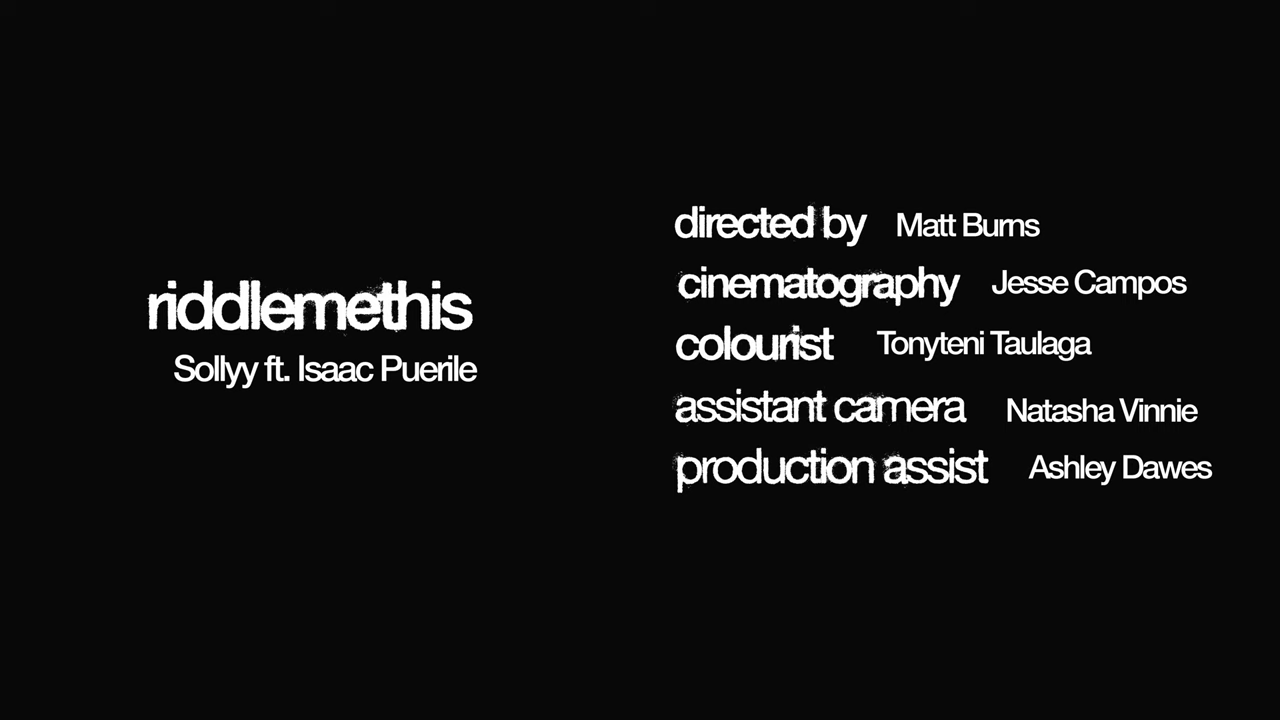 riddlemethis
Sollyy ft. Isaac Puerile
directed by Matt Burns
cinematography Jesse Campos
colourist Tonyteni Taulaga
assistant camera Natasha Vinnie
production assist Ashley Dawes